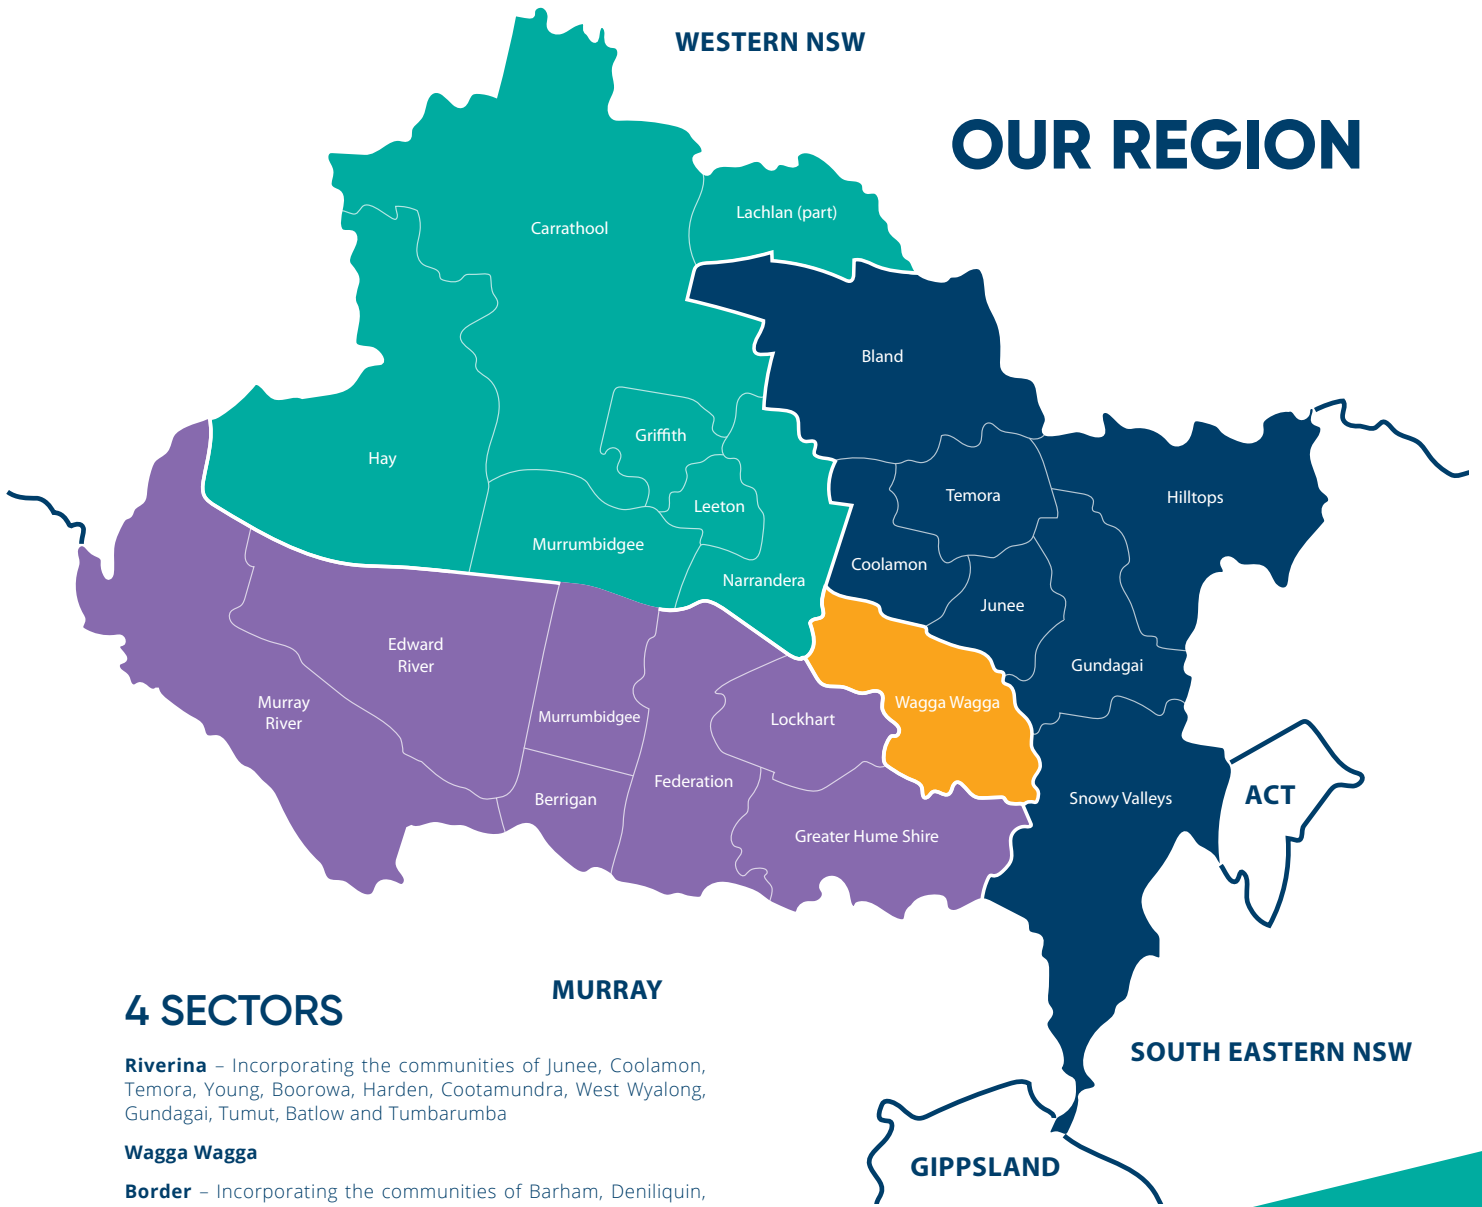 WESTERN NSW
OUR REGION
Lachlan (part)
Carrathool
Bland
Griffith
Hay
Temora
Hilltops
Leeton
Murrumbidgee
Coolamon
Narrandera
Junee
Edward
River
Gundagai
Murray
River
Wagga Wagga
Murrumbidgee
Lockhart
Federation
Berrigan
Snowy Valleys
ACT
Greater Hume Shire
MURRAY
4 SECTORS
SOUTH EASTERN NSW
Riverina – Incorporating the communities of Junee, Coolamon,
Temora, Young, Boorowa, Harden, Cootamundra, West Wyalong,
Gundagai, Tumut, Batlow and Tumbarumba
Wagga Wagga
GIPPSLAND
Border – Incorporating the communities of Barham, Deniliquin,